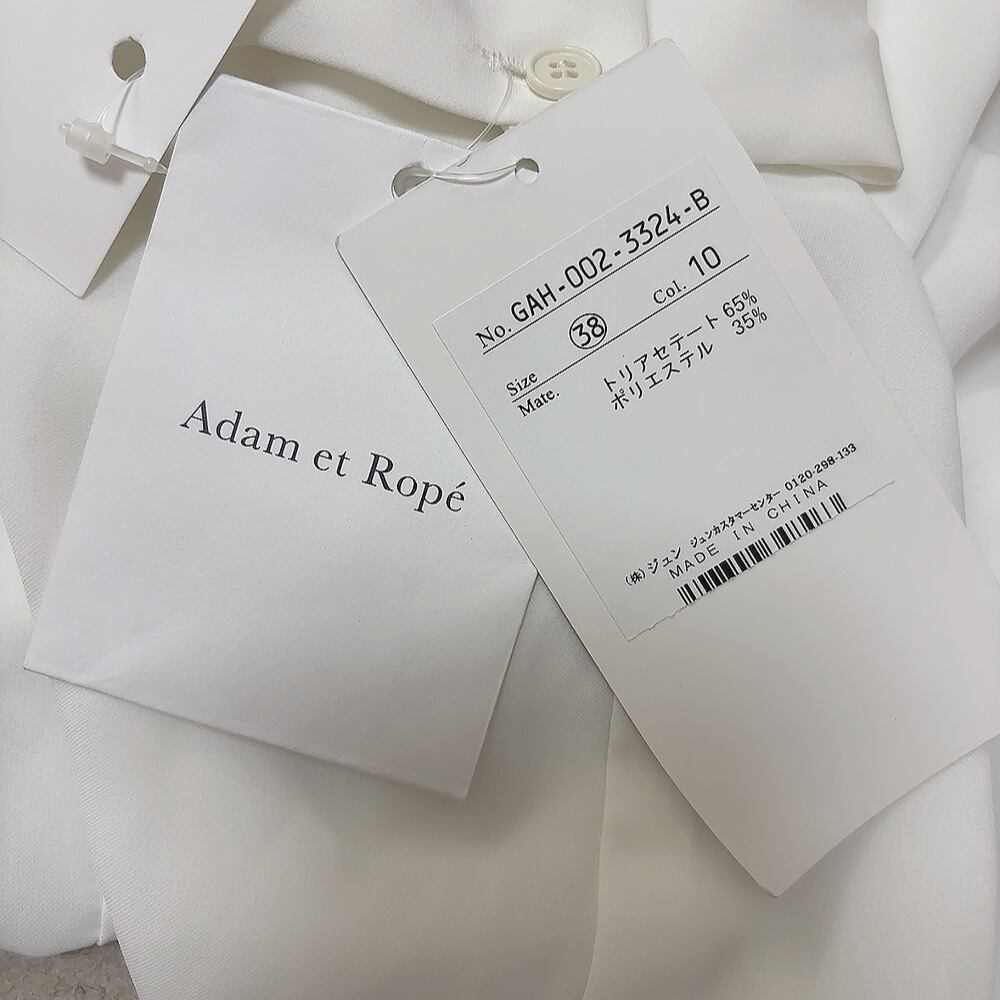 Adam et Ropé
No. GAH-002-3324-B
Size 38 Col. 10
Mate. トリアセテート 65%
ポリエステル 35%
(株)ジュン ジュンカスタマーセンター 0120-298-133
MADE IN CHINA